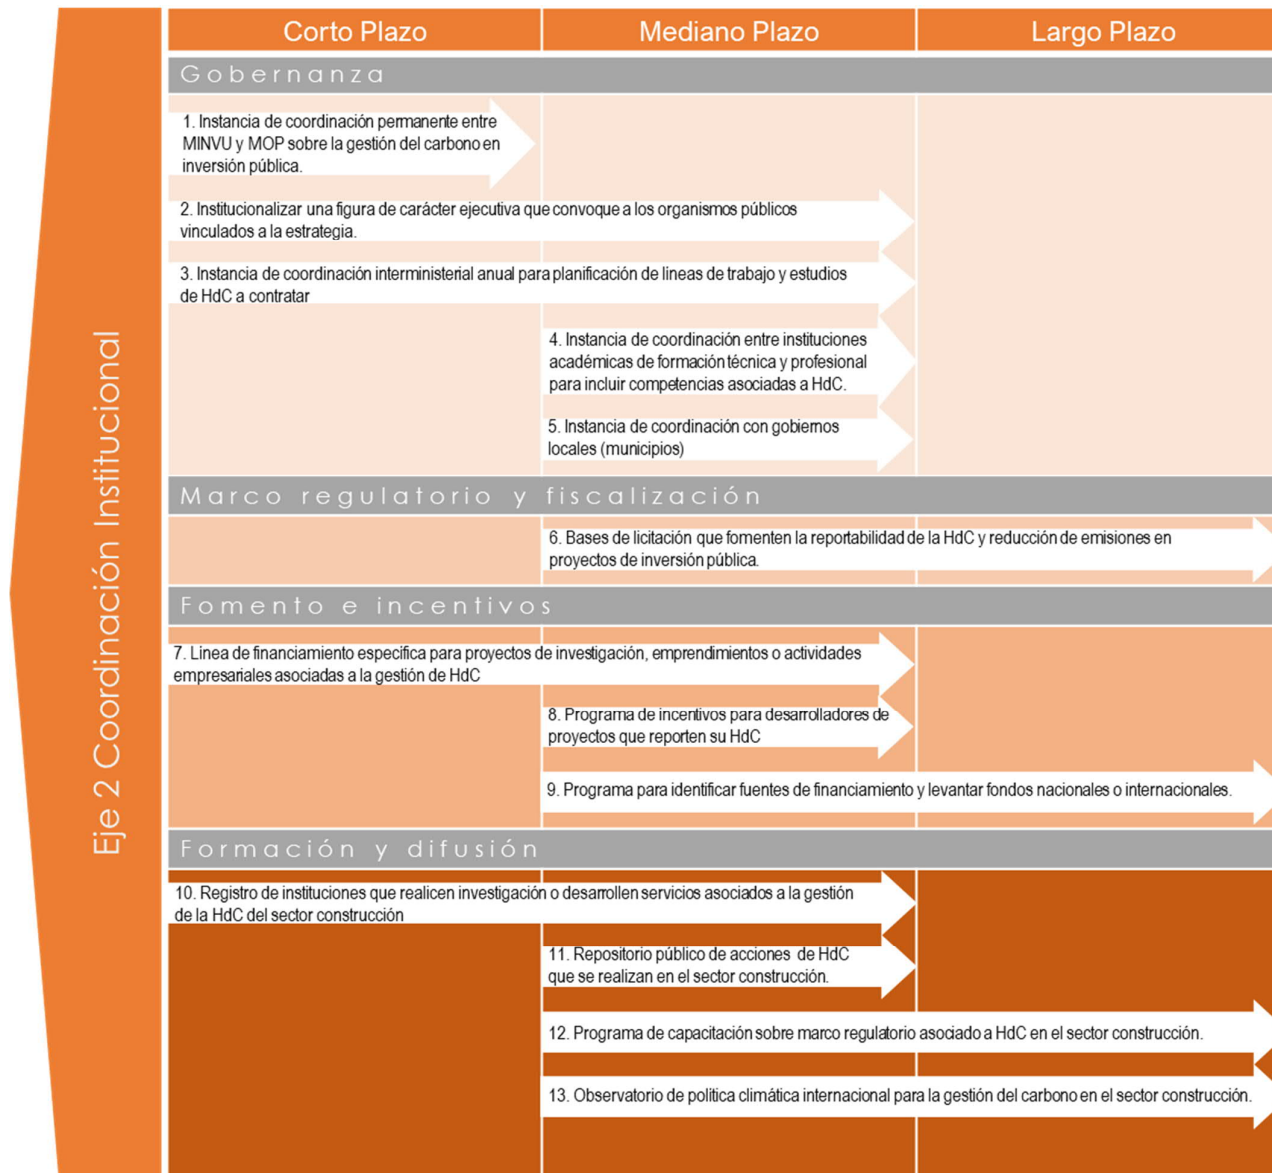 Eje 2 Coordinación Institucional
Corto Plazo
Mediano Plazo
Largo Plazo
Gobernanza
1. Instancia de coordinación permanente entre
MINVU y MOP sobre la gestión del carbono en
inversión pública.
2. Institucionalizar una figura de carácter ejecutiva que convoque a los organismos públicos
vinculados a la estrategia.
3. Instancia de coordinación interministerial anual para planificación de líneas de trabajo y estudios
de HdC a contratar
4. Instancia de coordinación entre instituciones
académicas de formación técnica y profesional
para incluir competencias asociadas a HdC.
5. Instancia de coordinación con gobiernos
locales (municipios)
Marco regulatorio y fiscalización
6. Bases de licitación que fomenten la reportabilidad de la HdC y reducción de emisiones en
proyectos de inversión pública.
Fomento e incentivos
7. Línea de financiamiento específica para proyectos de investigación, emprendimientos o actividades
empresariales asociadas a la gestión de HdC
8. Programa de incentivos para desarrolladores de
proyectos que reporten su HdC
9. Programa para identificar fuentes de financiamiento y levantar fondos nacionales o internacionales.
Formación y difusión
10. Registro de instituciones que realicen investigación o desarrollen servicios asociados a la gestión
de la HdC del sector construcción
11. Repositorio público de acciones de HdC
que se realizan en el sector construcción.
12. Programa de capacitación sobre marco regulatorio asociado a HdC en el sector construcción.
13. Observatorio de política climática internacional para la gestión del carbono en el sector construcción.